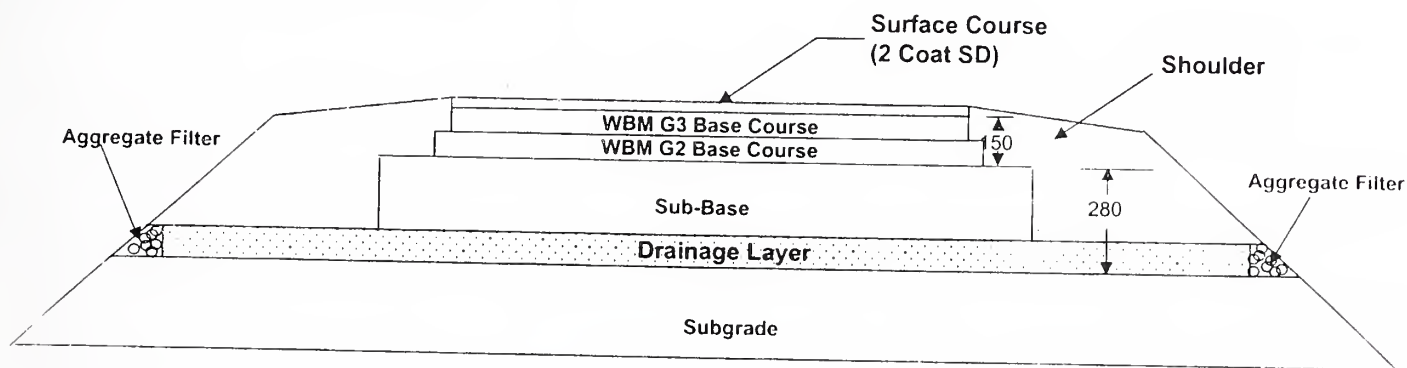 Surface Course
(2 Coat SD)
Shoulder
Aggregate Filter
WBM G3 Base Course
150
WBM G2 Base Course
Aggregate Filter
Sub-Base
280
Drainage Layer
Subgrade